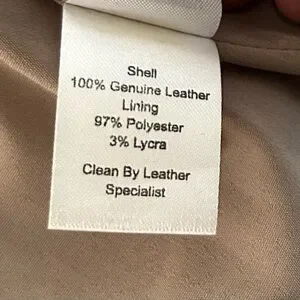 Shell
100% Genuine Leather
Lining
97% Polyester
3% Lycra
Clean By Leather
Specialist